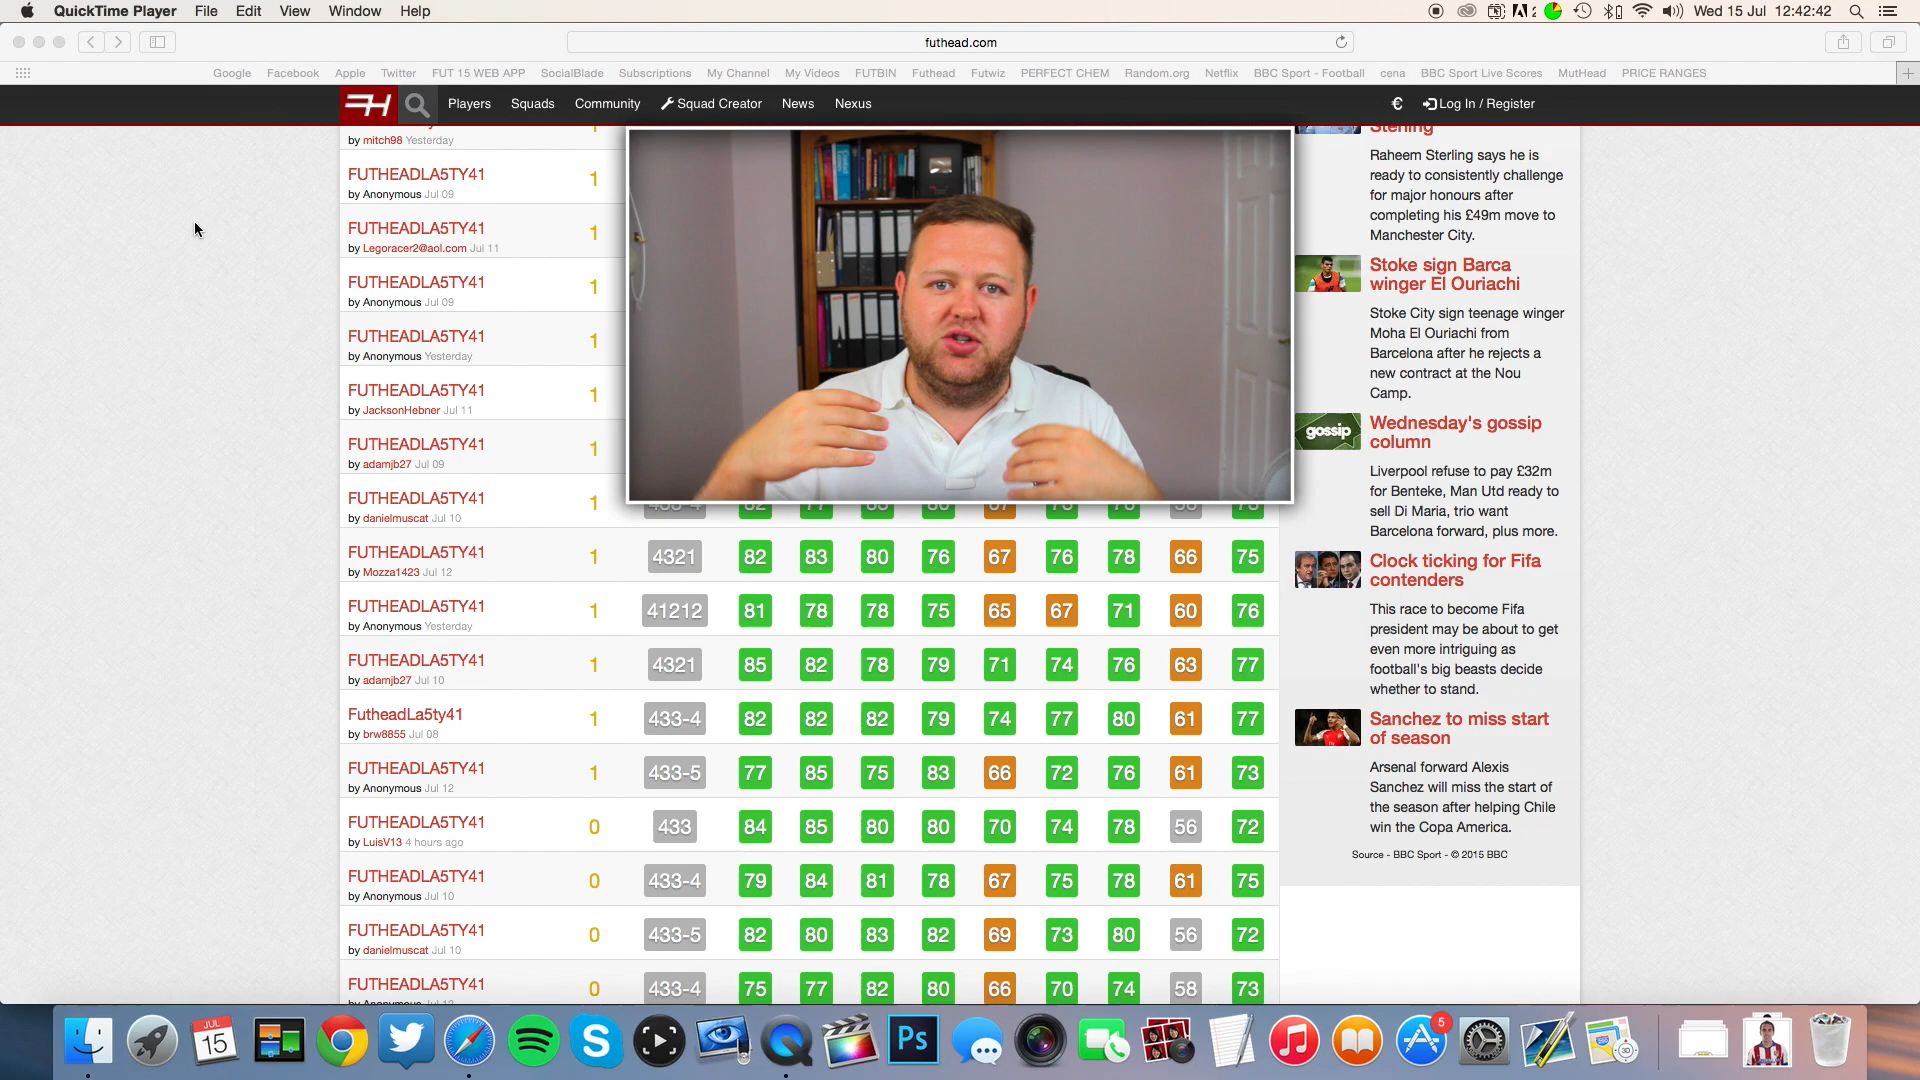 QuickTime Player File Edit View Window Help
Wed 15 Jul 12:42:42
futhead.com
Google Facebook Apple Twitter FUT 15 WEB APP SocialBlade Subscriptions My Channel My Videos FUTBIN Futhead Futwiz PERFECT CHEM Random.org Netflix BBC Sport - Football cena BBC Sport Live Scores MutHead PRICE RANGES
FH Players Squads Community Squad Creator News Nexus € Log In / Register
by mitch98 Yesterday
FUTHEADLA5TY41 1
by Anonymous Jul 09
FUTHEADLA5TY41 1
by Legoracer2@aol.com Jul 11
FUTHEADLA5TY41 1
by Anonymous Jul 09
FUTHEADLA5TY41 1
by Anonymous Yesterday
FUTHEADLA5TY41 1
by JacksonHebner Jul 11
FUTHEADLA5TY41 1
by adamjb27 Jul 09
FUTHEADLA5TY41 1
by danielmuscat Jul 10
FUTHEADLA5TY41 1 4321 82 83 80 76 67 76 78 66 75
by Mozza1423 Jul 12
FUTHEADLA5TY41 1 41212 81 78 78 75 65 67 71 60 76
by Anonymous Yesterday
FUTHEADLA5TY41 1 4321 85 82 78 79 71 74 76 63 77
by adamjb27 Jul 10
FutheadLa5ty41 1 433-4 82 82 82 79 74 77 80 61 77
by brw8855 Jul 08
FUTHEADLA5TY41 1 433-5 77 85 75 83 66 72 76 61 73
by Anonymous Jul 12
FUTHEADLA5TY41 0 433 84 85 80 80 70 74 78 56 72
by LuisV13 4 hours ago
FUTHEADLA5TY41 0 433-4 79 84 81 78 67 75 78 61 75
by Anonymous Jul 10
FUTHEADLA5TY41 0 433-5 82 80 83 82 69 73 80 56 72
by danielmuscat Jul 10
FUTHEADLA5TY41 0 433-4 75 77 82 80 66 70 74 58 73
Sterling
Raheem Sterling says he is
ready to consistently challenge
for major honours after
completing his £49m move to
Manchester City.
Stoke sign Barca
winger El Ouriachi
Stoke City sign teenage winger
Moha El Ouriachi from
Barcelona after he rejects a
new contract at the Nou
Camp.
gossip
Wednesday's gossip
column
Liverpool refuse to pay £32m
for Benteke, Man Utd ready to
sell Di Maria, trio want
Barcelona forward, plus more.
Clock ticking for Fifa
contenders
This race to become Fifa
president may be about to get
even more intriguing as
football's big beasts decide
whether to stand.
Sanchez to miss start
of season
Arsenal forward Alexis
Sanchez will miss the start of
the season after helping Chile
win the Copa America.
Source - BBC Sport - © 2015 BBC
JUL
15
Ps
5
3D